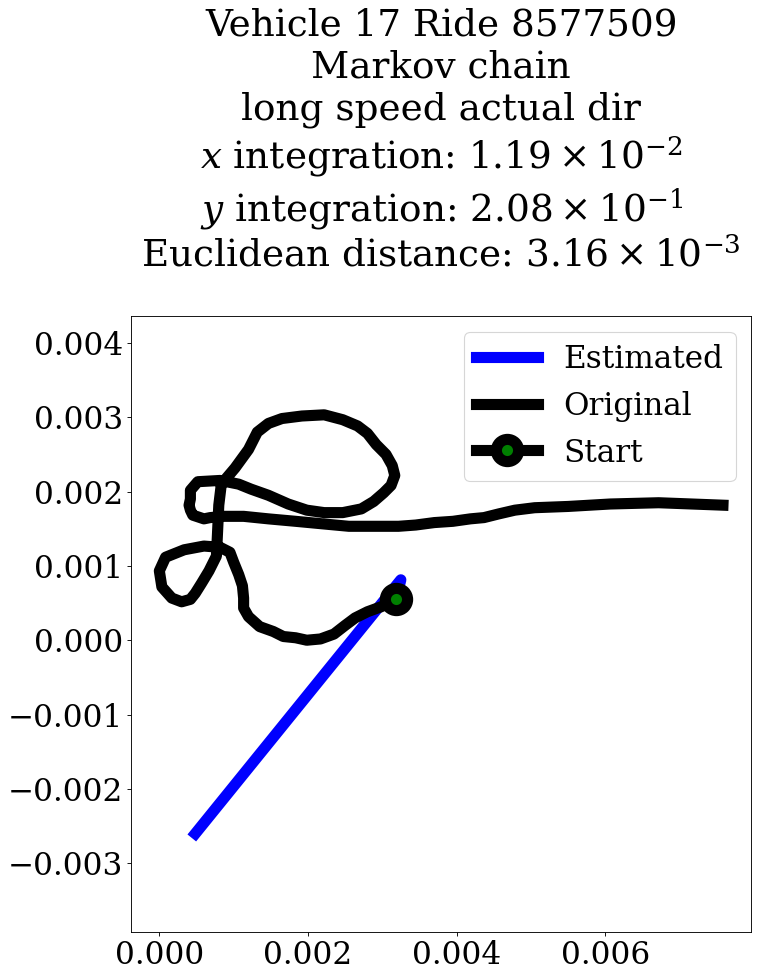 Vehicle 17 Ride 8577509
Markov chain
long speed actual dir
x integration: 1.19 × 10⁻²
y integration: 2.08 × 10⁻¹
Euclidean distance: 3.16 × 10⁻³
Estimated
Original
Start
0.004
0.003
0.002
0.001
0.000
−0.001
−0.002
−0.003
0.000 0.002 0.004 0.006